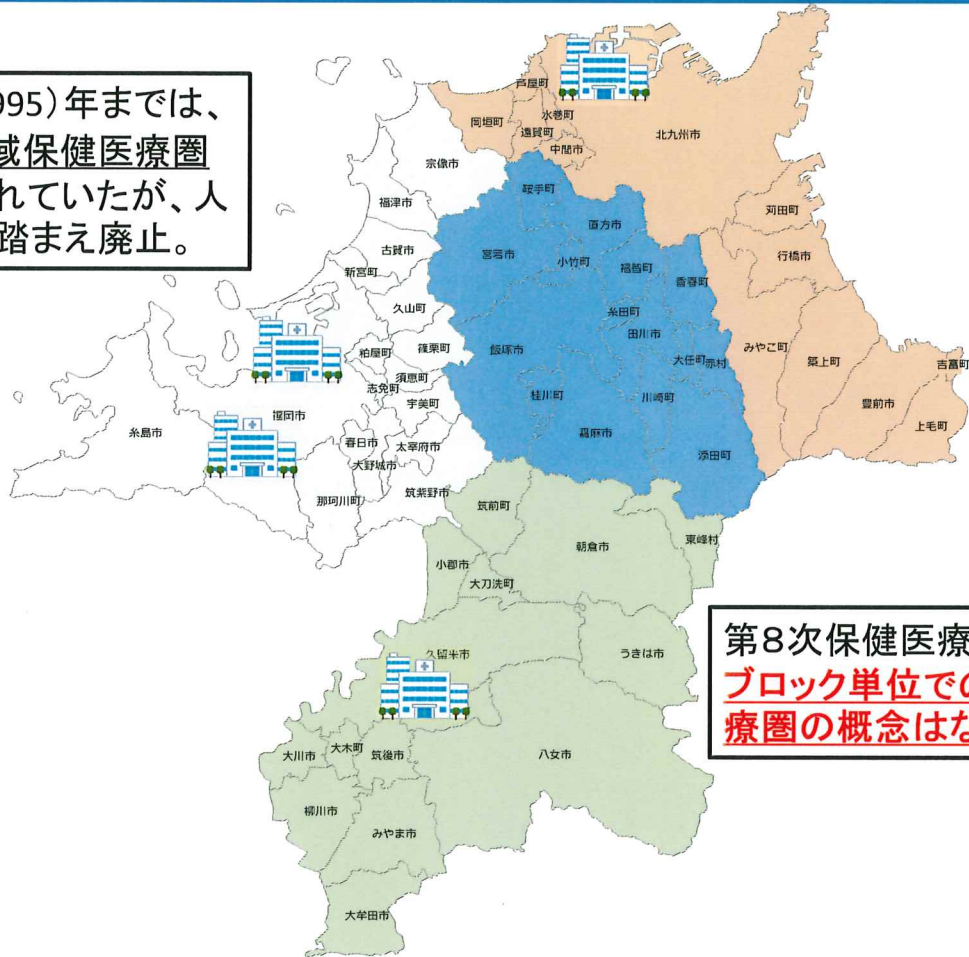 995)年までは、
域保健医療圏
れていたが、人
踏まえ廃止。
芦屋町
水巻町
岡垣町
遠賀町
中間市
北九州市
宗像市
鞍手町
苅田町
福津市
直方市
古賀市
宮若市
小竹町
福智町
行橋市
新宮町
香春町
久山町
糸田町
田川市
粕屋町
篠栗町
飯塚市
大任町
赤村
みやこ町
築上町
吉富町
須恵町
志免町
宇美町
桂川町
川崎町
豊前市
福岡市
上毛町
糸島市
春日市
太宰府市
嘉麻市
添田町
大野城市
那珂川町
筑紫野市
筑前町
朝倉市
東峰村
小郡市
大刀洗町
久留米市
うきは市
第8次保健医療
ブロック単位での
療圏の概念はな
大川市
大木町
筑後市
八女市
柳川市
みやま市
大牟田市